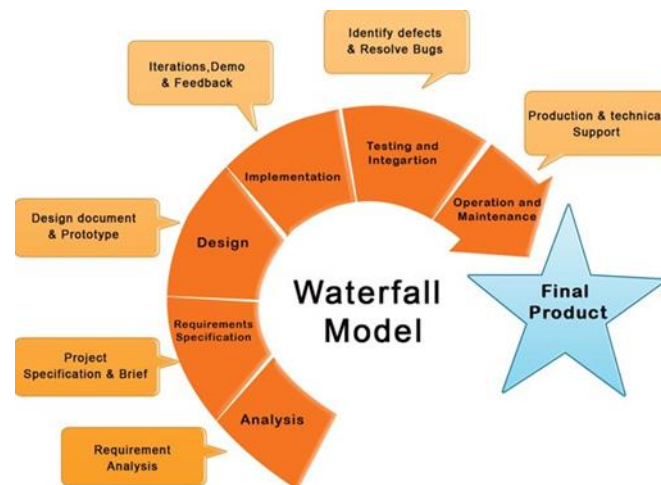 Identify defects
& Resolve Bugs
Iterations,Demo
& Feedback
Production & technica
Support
Testing and
Integartion
Implementation
Operation and
Maintenance
Design document
& Prototype
Design
Waterfall
Model
Final
Product
Requirements
Specification
Project
Specification & Brief
Analysis
Requirement
Analysis